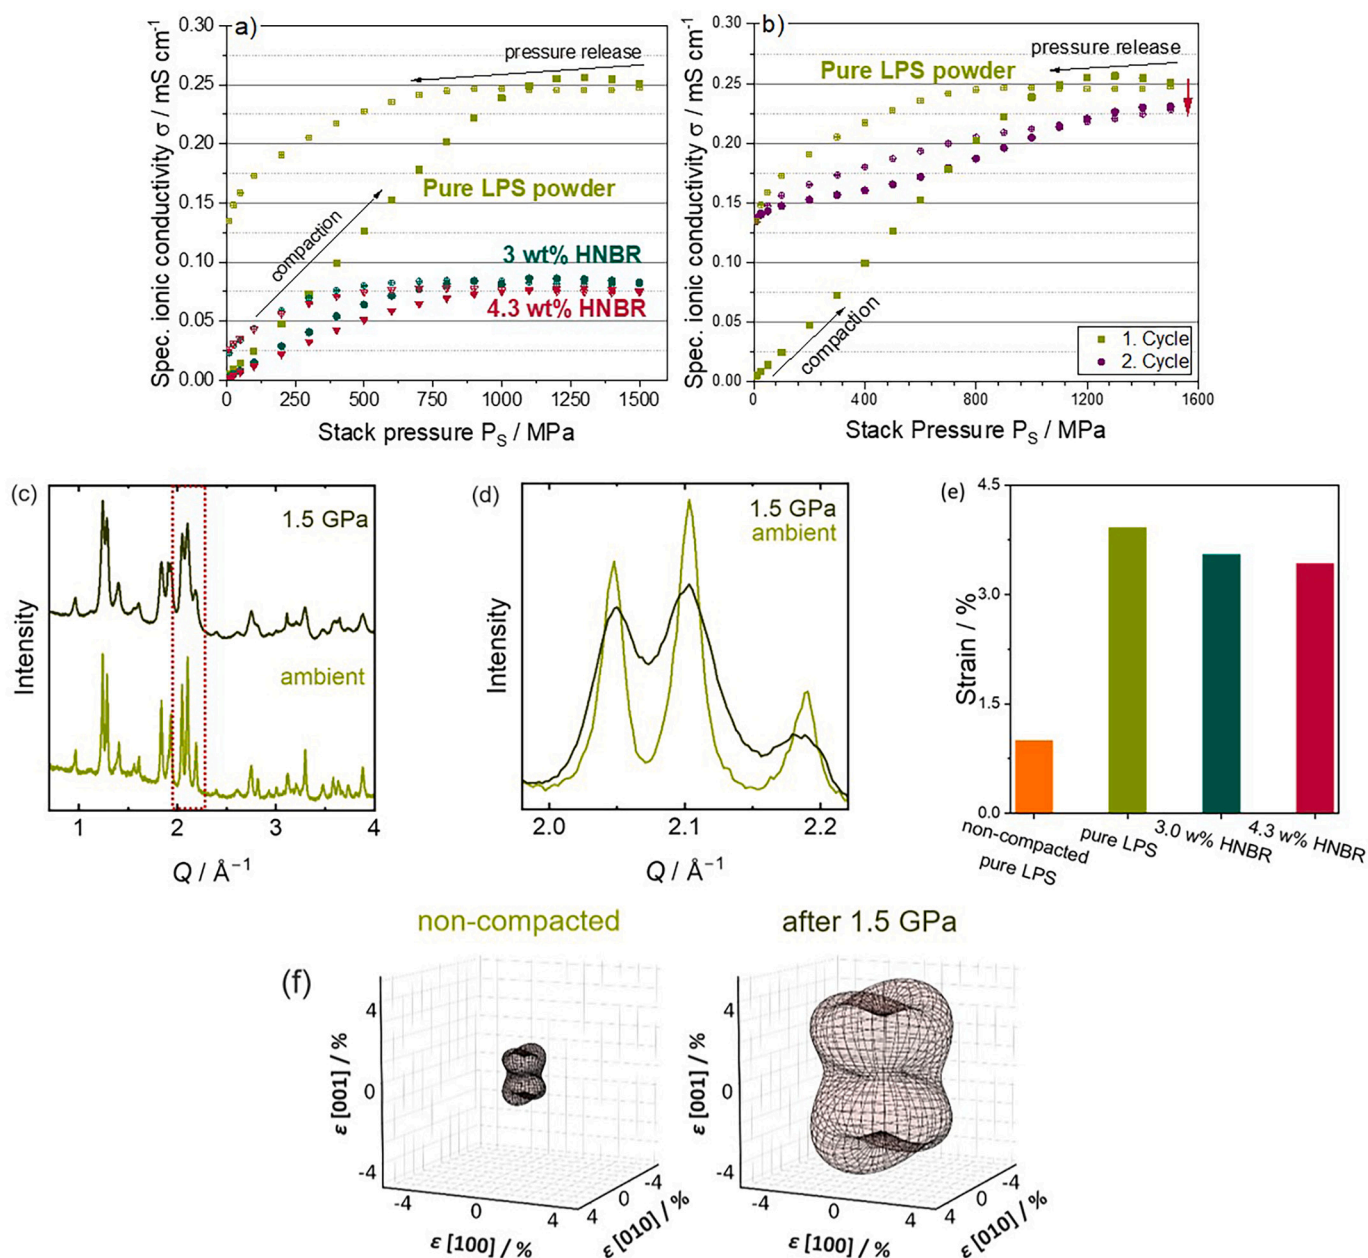 a)
pressure release
Pure LPS powder
compaction
3 wt% HNBR
4.3 wt% HNBR
Spec. ionic conductivity σ / mS cm⁻¹
0.30
0.25
0.20
0.15
0.10
0.05
0.00
0 250 500 750 1000 1250 1500
Stack pressure P_S / MPa
b)
pressure release
Pure LPS powder
compaction
1. Cycle
2. Cycle
Spec. ionic conductivity σ / mS cm⁻¹
0.30
0.25
0.20
0.15
0.10
0.05
0.00
0 400 800 1200 1600
Stack Pressure P_S / MPa
(c)
1.5 GPa
ambient
Intensity
1 2 3 4
Q / Å⁻¹
(d)
1.5 GPa
ambient
Intensity
2.0 2.1 2.2
Q / Å⁻¹
(e)
Strain / %
4.5
3.0
1.5
0.0
non-compacted
pure LPS
pure LPS
3.0 w% HNBR
4.3 w% HNBR
(f)
non-compacted
ε [001] / %
4
0
-4
-4 0 4
ε [100] / %
4 0 -4
ε [010] / %
after 1.5 GPa
ε [001] / %
4
0
-4
-4 0 4
ε [100] / %
4 0 -4
ε [010] / %